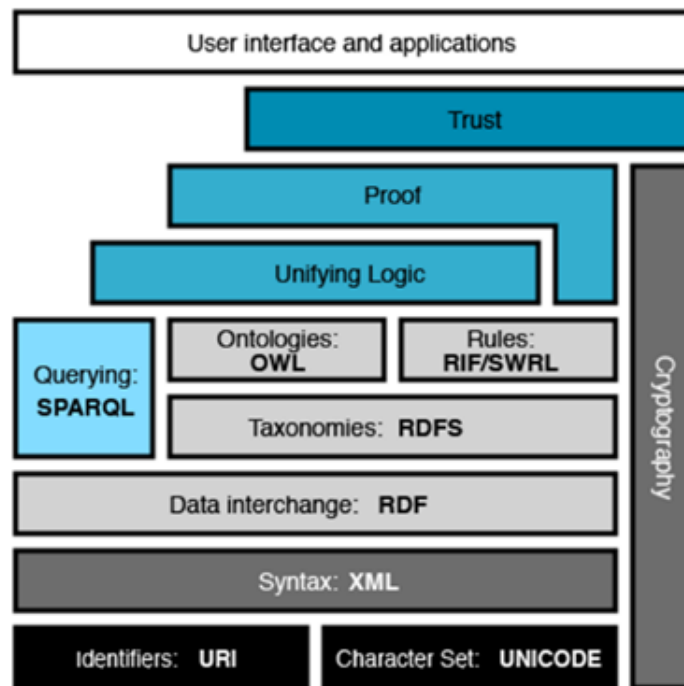 User interface and applications
Trust
Proof
Unifying Logic
Ontologies:
OWL
Rules:
RIF/SWRL
Querying:
SPARQL
Taxonomies: RDFS
Cryptography
Data interchange: RDF
Syntax: XML
Identifiers: URI
Character Set: UNICODE